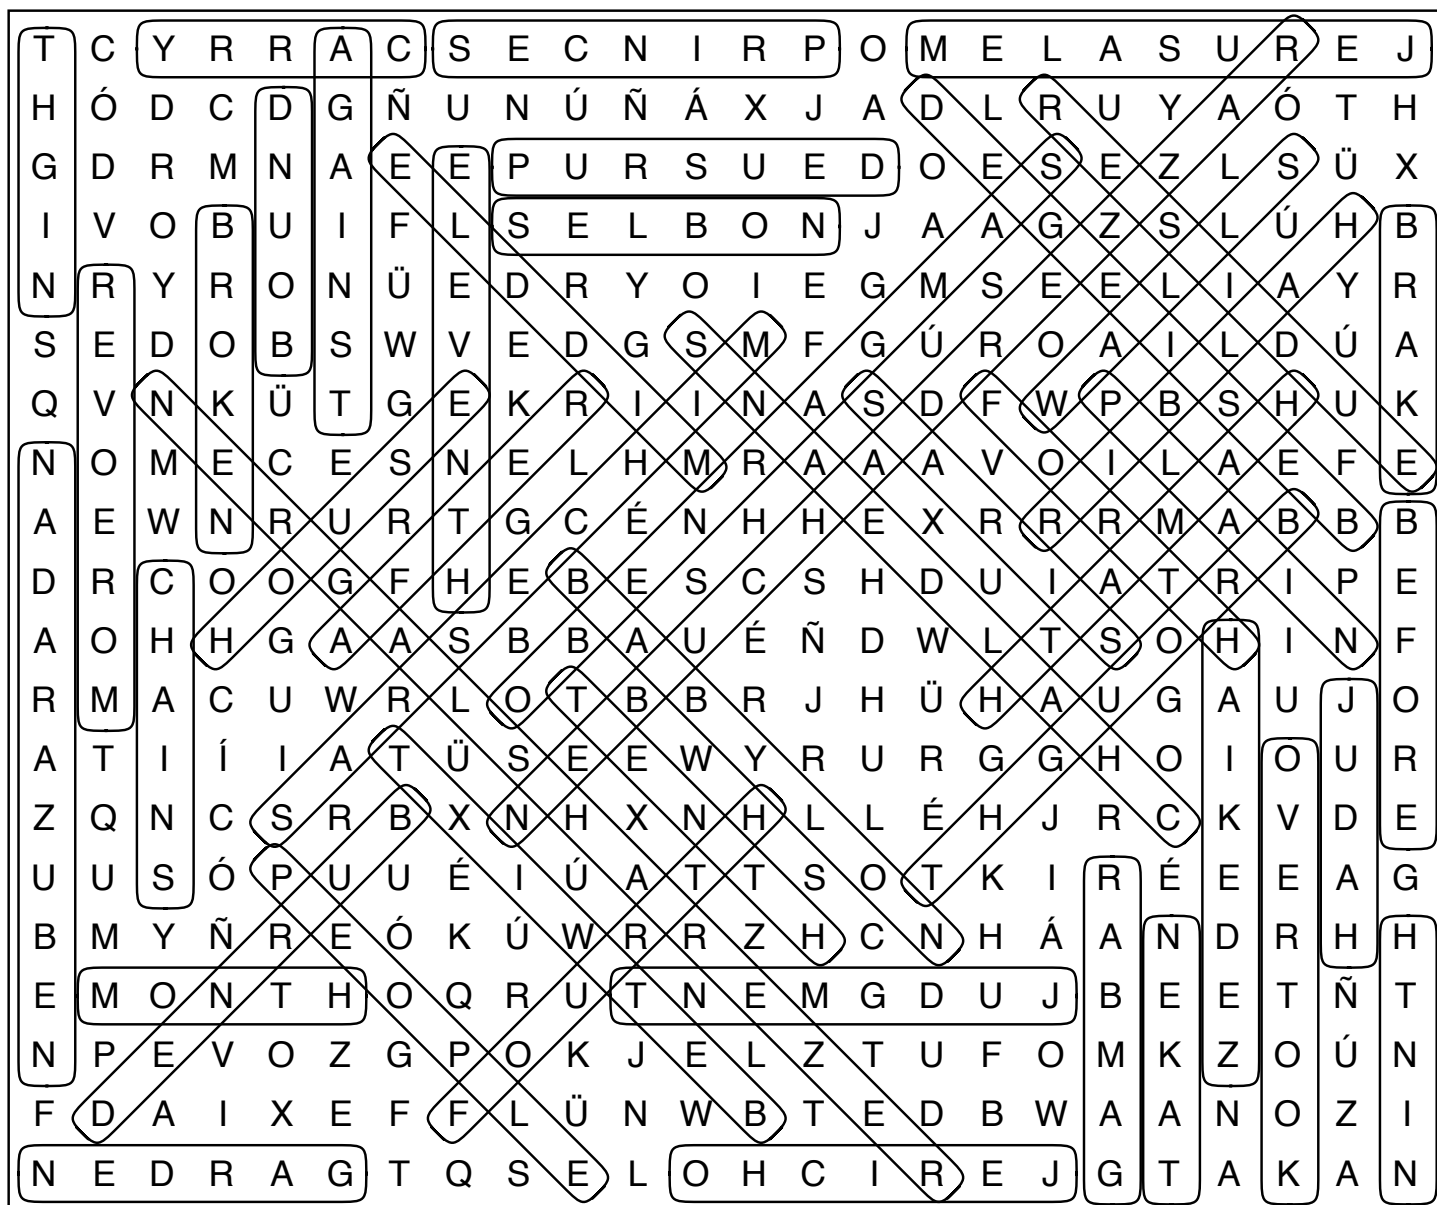 T C Y R R A C S E C N I R P O M E L A S U R E J
H Ó D C D G Ñ U N Ú Ñ Á X J A D L R U Y A Ó T H
G D R M N A E E P U R S U E D O E S E Z L S Ü X
I V O B U I F L S E L B O N J A A G Z S L Ú H B
N R Y R O N Ü E D R Y O I E G M S E E L I A Y R
S E D O B S W V E D G S M F G Ú R O A I L D Ú A
Q V N K Ü T G E K R I I N A S D F W P B S H U K
N O M E C E S N E L H M R A A A V O I L A E F E
A E W N R U R T G C É N H H E X R R R M A B B B
D R C O O G F H E B E S C S H D U I A T R I P E
A O H H G A A S B B A U É Ñ D W L T S O H I N F
R M A C U W R L O T B B R J H Ü H A U G A U J O
A T I Í I A T Ü S E E W Y R U R G G H O I O U R
Z Q N C S R B X N H X N H L L É H J R C K V D E
U U S Ó P U U É I Ú A T T S O T K I R É E E A G
B M Y Ñ R E Ó K Ú W R R Z H C N H Á A N D R H H
E M O N T H O Q R U T N E M G D U J B E E T Ñ T
N P E V O Z G P O K J E L Z T U F O M K Z O Ú N
F D A I X E F F L Ü N W B T E D B W A A N O Z I
N E D R A G T Q S E L O H C I R E J G T A K A N